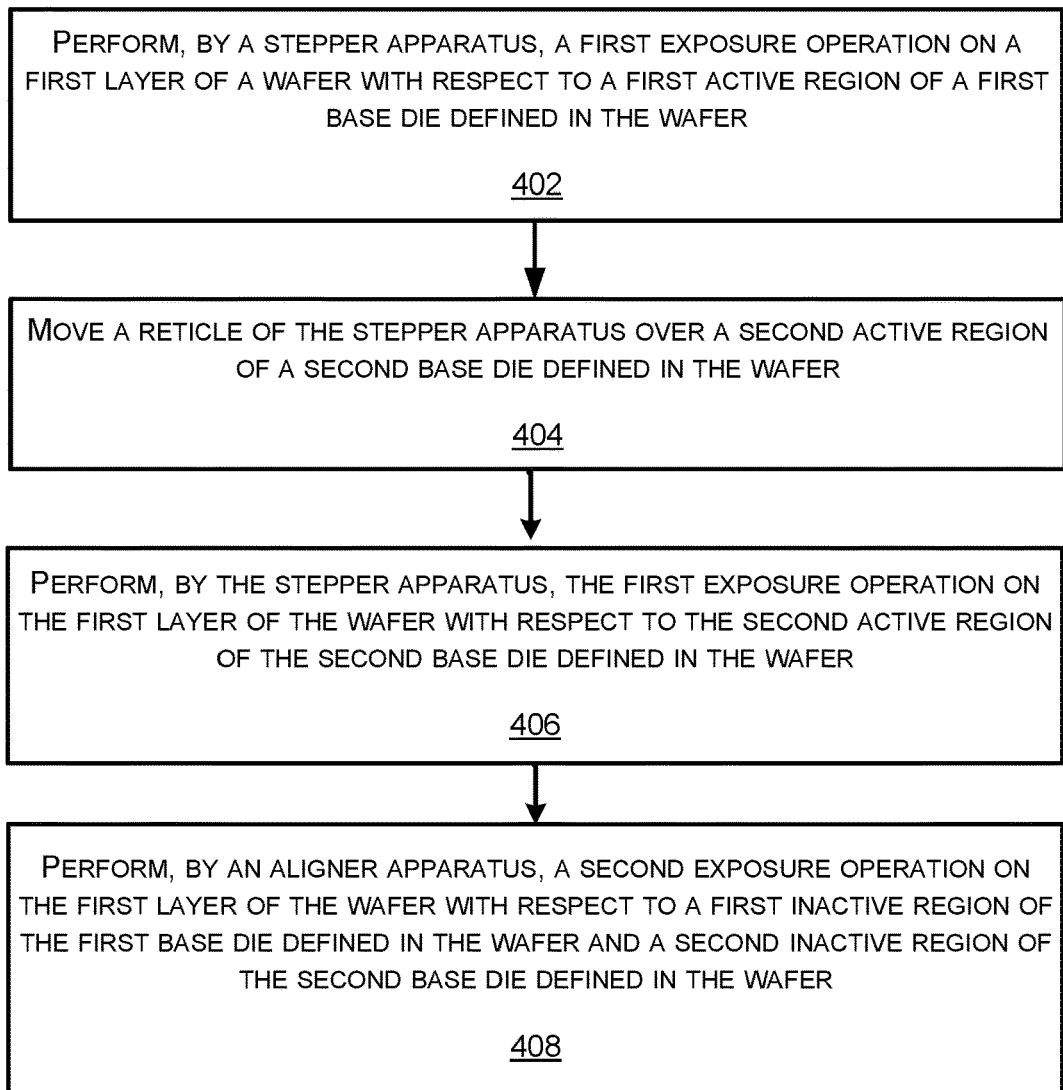 PERFORM, BY A STEPPER APPARATUS, A FIRST EXPOSURE OPERATION ON A
FIRST LAYER OF A WAFER WITH RESPECT TO A FIRST ACTIVE REGION OF A FIRST
BASE DIE DEFINED IN THE WAFER
402
MOVE A RETICLE OF THE STEPPER APPARATUS OVER A SECOND ACTIVE REGION
OF A SECOND BASE DIE DEFINED IN THE WAFER
404
PERFORM, BY THE STEPPER APPARATUS, THE FIRST EXPOSURE OPERATION ON
THE FIRST LAYER OF THE WAFER WITH RESPECT TO THE SECOND ACTIVE REGION
OF THE SECOND BASE DIE DEFINED IN THE WAFER
406
PERFORM, BY AN ALIGNER APPARATUS, A SECOND EXPOSURE OPERATION ON
THE FIRST LAYER OF THE WAFER WITH RESPECT TO A FIRST INACTIVE REGION OF
THE FIRST BASE DIE DEFINED IN THE WAFER AND A SECOND INACTIVE REGION OF
THE SECOND BASE DIE DEFINED IN THE WAFER
408